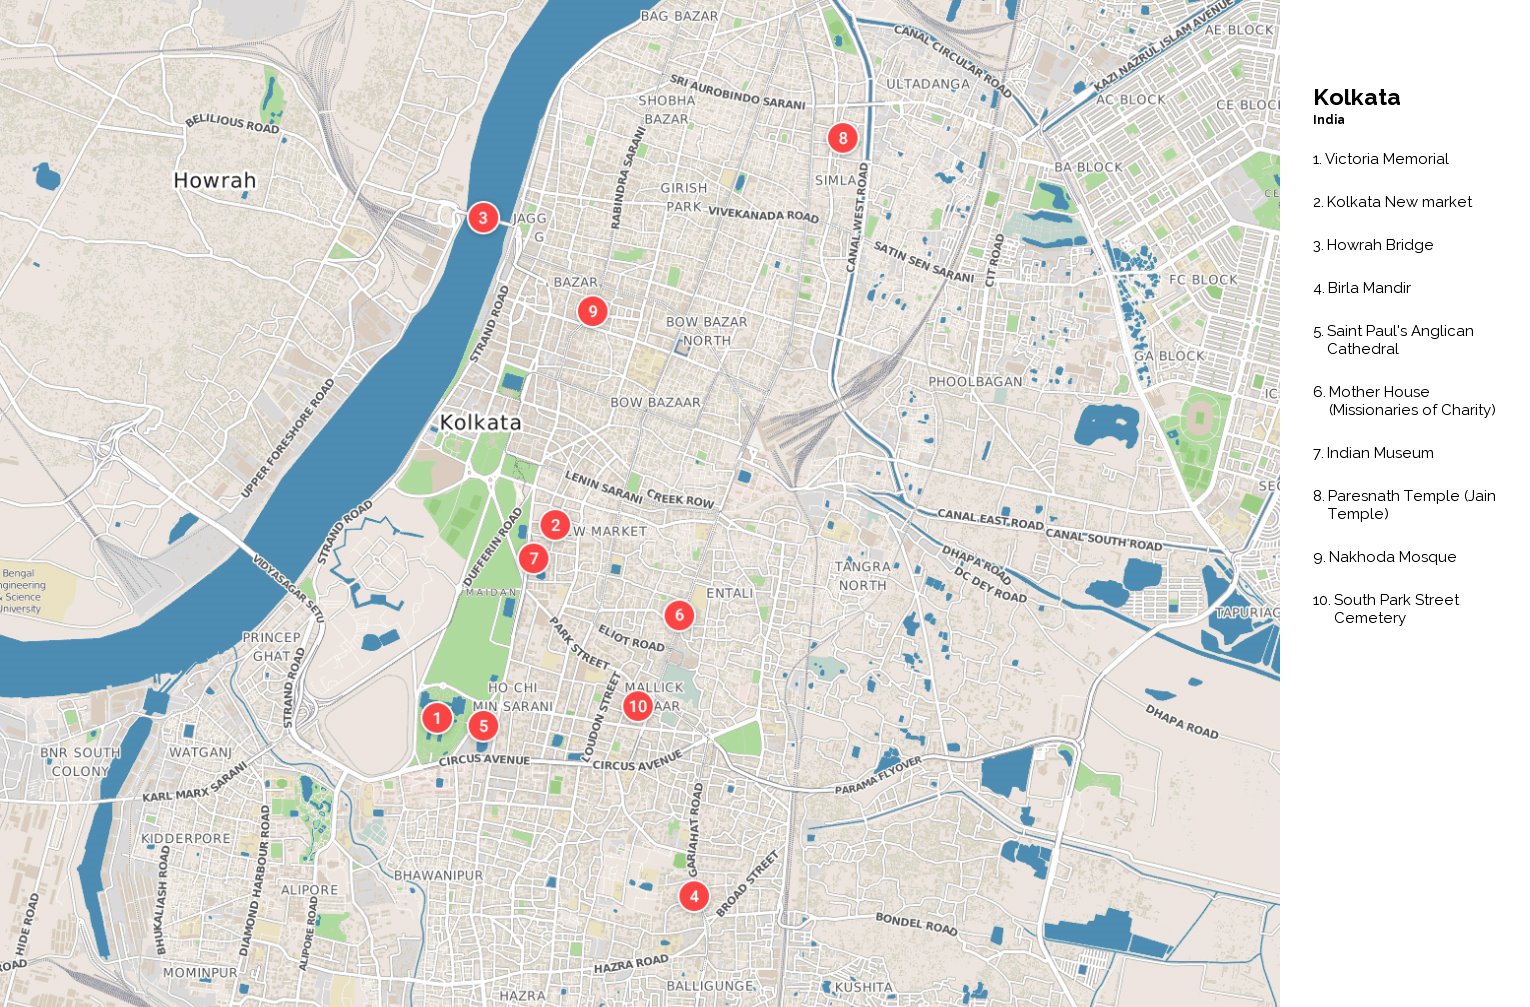 BAG BAZAR
AE BLOCK
CANAL CIRCULAR ROAD
KAZI NAZRUL ISLAM AVENUE
ULTADANGA
SRI AUROBINDO SARANI
SHOBHA
BAZAR
AC BLOCK
CE BLOC
BELILIOUS ROAD
8
RABINDRA SARANI
BA BLOCK
Howrah
SIMLA
GIRISH
PARK
VIVEKANADA ROAD
CANAL WEST ROAD
3
JAGG
G
SATIN SEN SARANI
CIT ROAD
BAZAR
FC BLOCK
9
STRAND ROAD
BOW BAZAR
NORTH
GA BLOCK
PHOOLBAGAN
UPPER FORESHORE ROAD
BOW BAZAAR
IC
Kolkata
LENIN SARANI
CREEK ROW
SEC
STRAND ROAD
DUFFERIN ROAD
2
EW MARKET
CANAL EAST ROAD
CANAL SOUTH ROAD
7
VIDYASAGAR SETU
DHAPA ROAD
DC DEY ROAD
TANGRA
NORTH
Bengal
ngineering
& Science
University
MAIDAN
ENTALI
6
TAPURIAG
PARK STREET
ELIOT ROAD
PRINCEP
GHAT
STRAND ROAD
HO CHI
MIN SARANI
LOUDON STREET
MALLICK
AAR
10
1
5
DHAPA ROAD
BNR SOUTH
COLONY
WATGANJ
CIRCUS AVENUE
CIRCUS AVENUE
KARL MARX SARANI
PARAMA FLYOVER
GARIAHAT ROAD
KIDDERPORE
DIAMOND HARBOUR ROAD
BHUKALIASH ROAD
BHAWANIPUR
ALIPORE
ALIPORE ROAD
4
BROAD STREET
HIDE ROAD
BONDEL ROAD
ROAD
MOMINPUR
HAZRA ROAD
HAZRA
BALLIGUNGE
KUSHITA
Kolkata
India
1. Victoria Memorial
2. Kolkata New market
3. Howrah Bridge
4. Birla Mandir
5. Saint Paul's Anglican
Cathedral
6. Mother House
(Missionaries of Charity)
7. Indian Museum
8. Paresnath Temple (Jain
Temple)
9. Nakhoda Mosque
10. South Park Street
Cemetery